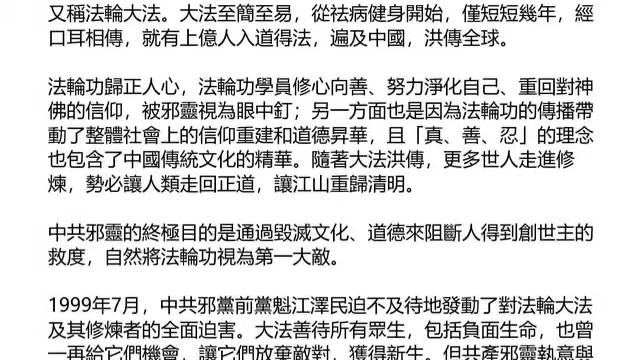 又稱法輪大法。大法至簡至易，從祛病健身開始，僅短短幾年，經
口耳相傳，就有上億人入道得法，遍及中國，洪傳全球。
法輪功歸正人心，法輪功學員修心向善、努力淨化自己、重回對神
佛的信仰，被邪靈視為眼中釘；另一方面也是因為法輪功的傳播帶
動了整體社會上的信仰重建和道德昇華，且「真、善、忍」的理念
也包含了中國傳統文化的精華。隨著大法洪傳，更多世人走進修
煉，勢必讓人類走回正道，讓江山重歸清明。
中共邪靈的終極目的是通過毀滅文化、道德來阻斷人得到創世主的
救度，自然將法輪功視為第一大敵。
1999年7月，中共邪黨前黨魁江澤民迫不及待地發動了對法輪大法
及其修煉者的全面迫害。大法善待所有眾生，包括負面生命，也曾
一再給它們機會，讓它們放棄敵對，獲得新生。但共產邪靈執意與